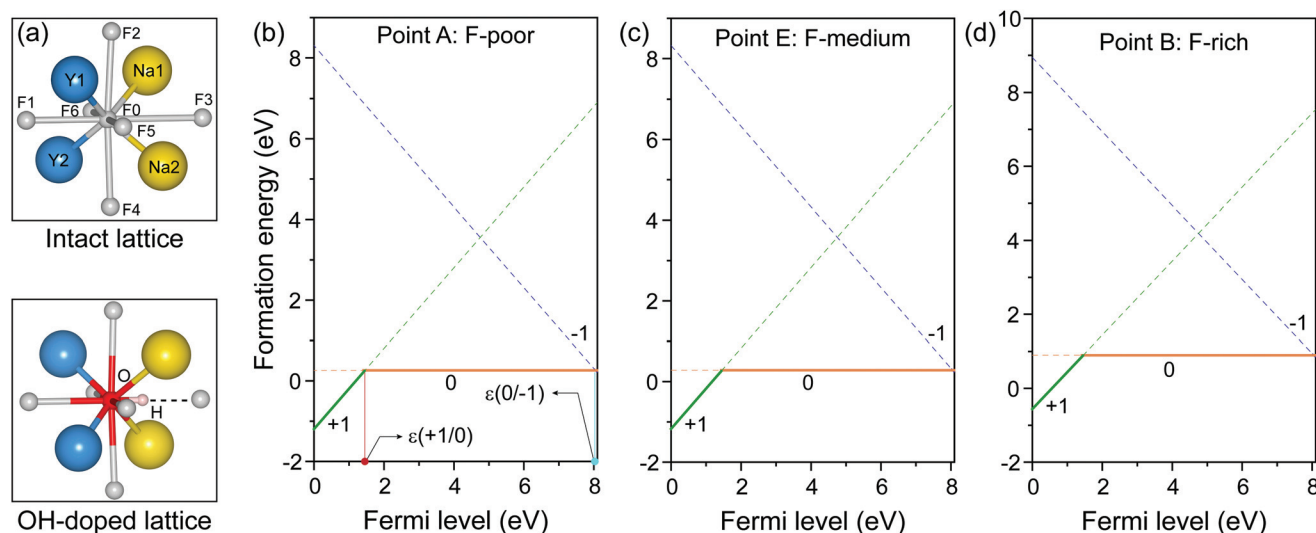 (a)
F2
Y1
Na1
F1
F3
F6
F0
F5
Y2
Na2
F4
Intact lattice
O
H
OH-doped lattice
(b)
Point A: F-poor
Formation energy (eV)
8
6
4
2
0
-2
-1
0
+1
ε(0/-1)
ε(+1/0)
0 2 4 6 8
Fermi level (eV)
(c)
Point E: F-medium
8
6
4
2
0
-2
-1
0
+1
0 2 4 6 8
Fermi level (eV)
(d)
Point B: F-rich
10
8
6
4
2
0
-2
-1
0
+1
0 2 4 6 8
Fermi level (eV)